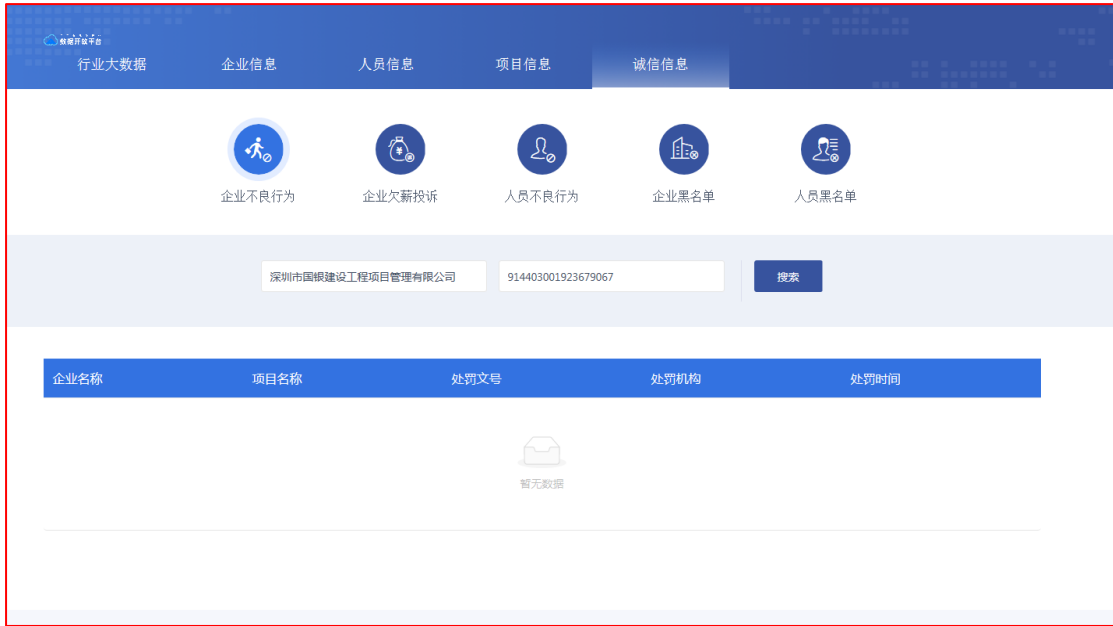 数据开放平台
行业大数据 企业信息 人员信息 项目信息 诚信信息
企业不良行为 企业欠薪投诉 人员不良行为 企业黑名单 人员黑名单
深圳市国银建设工程项目管理有限公司 914403001923679067 搜索
企业名称 项目名称 处罚文号 处罚机构 处罚时间
暂无数据